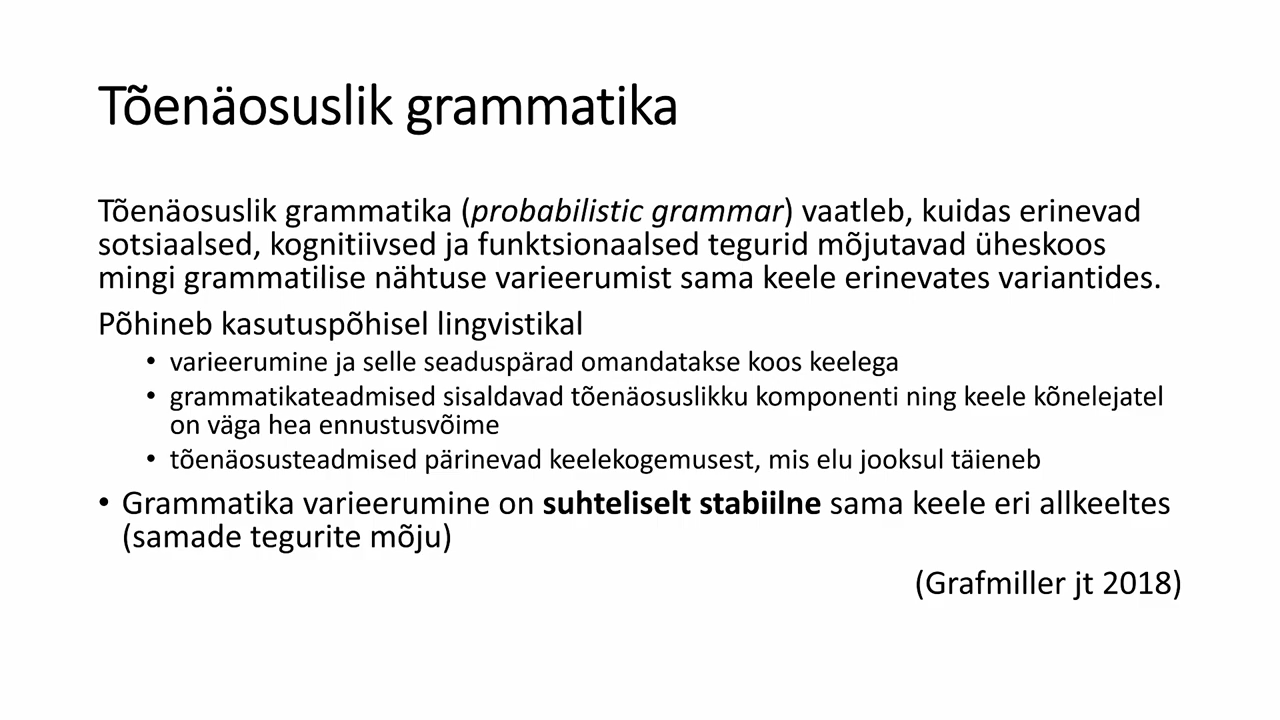 Tõenäosuslik grammatika
Tõenäosuslik grammatika (probabilistic grammar) vaatleb, kuidas erinevad
sotsiaalsed, kognitiivsed ja funktsionaalsed tegurid mõjutavad üheskoos
mingi grammatilise nähtuse varieerumist sama keele erinevates variantides.
Põhineb kasutuspõhisel lingvistikal
• varieerumine ja selle seaduspärad omandatakse koos keelega
• grammatikateadmised sisaldavad tõenäosuslikku komponenti ning keele kõnelejatel
on väga hea ennustusvõime
• tõenäosusteadmised pärinevad keelekogemusest, mis elu jooksul täieneb
• Grammatika varieerumine on suhteliselt stabiilne sama keele eri allkeeltes
(samade tegurite mõju)
(Grafmiller jt 2018)